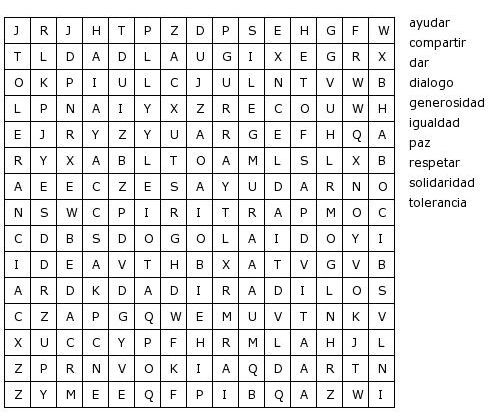 J R J H T P Z D P S E H G F W
T L D A D L A U G I X E G R X
O K P I U L C J U L N T V W B
L P N A I Y X Z R E C O U W H
E J R Y Z Y U A R G E F H Q A
R Y X A B L T O A M L S L X B
A E E C Z E S A Y U D A R N O
N S W C P I R I T R A P M O C
C D B S D O G O L A I D O Y I
I D E A V T H B X A T V G V B
A R D K D A D I R A D I L O S
C Z A P G Q W E M U V T N K V
X U C C Y P F H R M L A H J L
Z P R N V O K I A Q D A R T N
Z Y M E E Q F P I B Q A Z W I
ayudar
compartir
dar
dialogo
generosidad
igualdad
paz
respetar
solidaridad
tolerancia